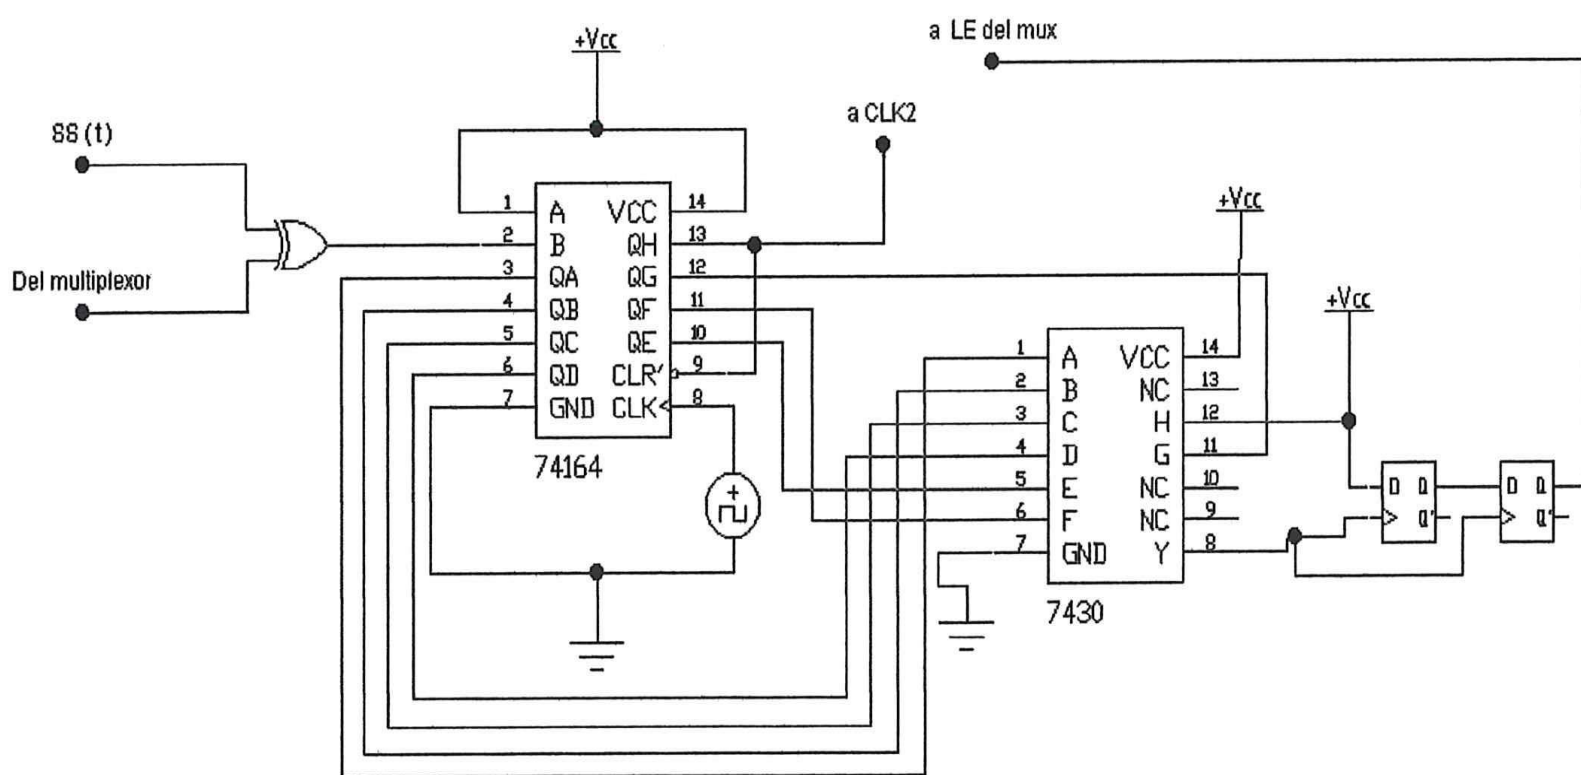 a LE del mux
+Vcc
a CLK2
SS (t)
Del multiplexor
1 A VCC 14
2 B QH 13
3 QA QG 12
4 QB QF 11
5 QC QE 10
6 QD CLR' 9
7 GND CLK 8
74164
+
+Vcc
+Vcc
1 A VCC 14
2 B NC 13
3 C H 12
4 D G 11
5 E NC 10
6 F NC 9
7 GND Y 8
7430
D Q
Q'
D Q
Q'